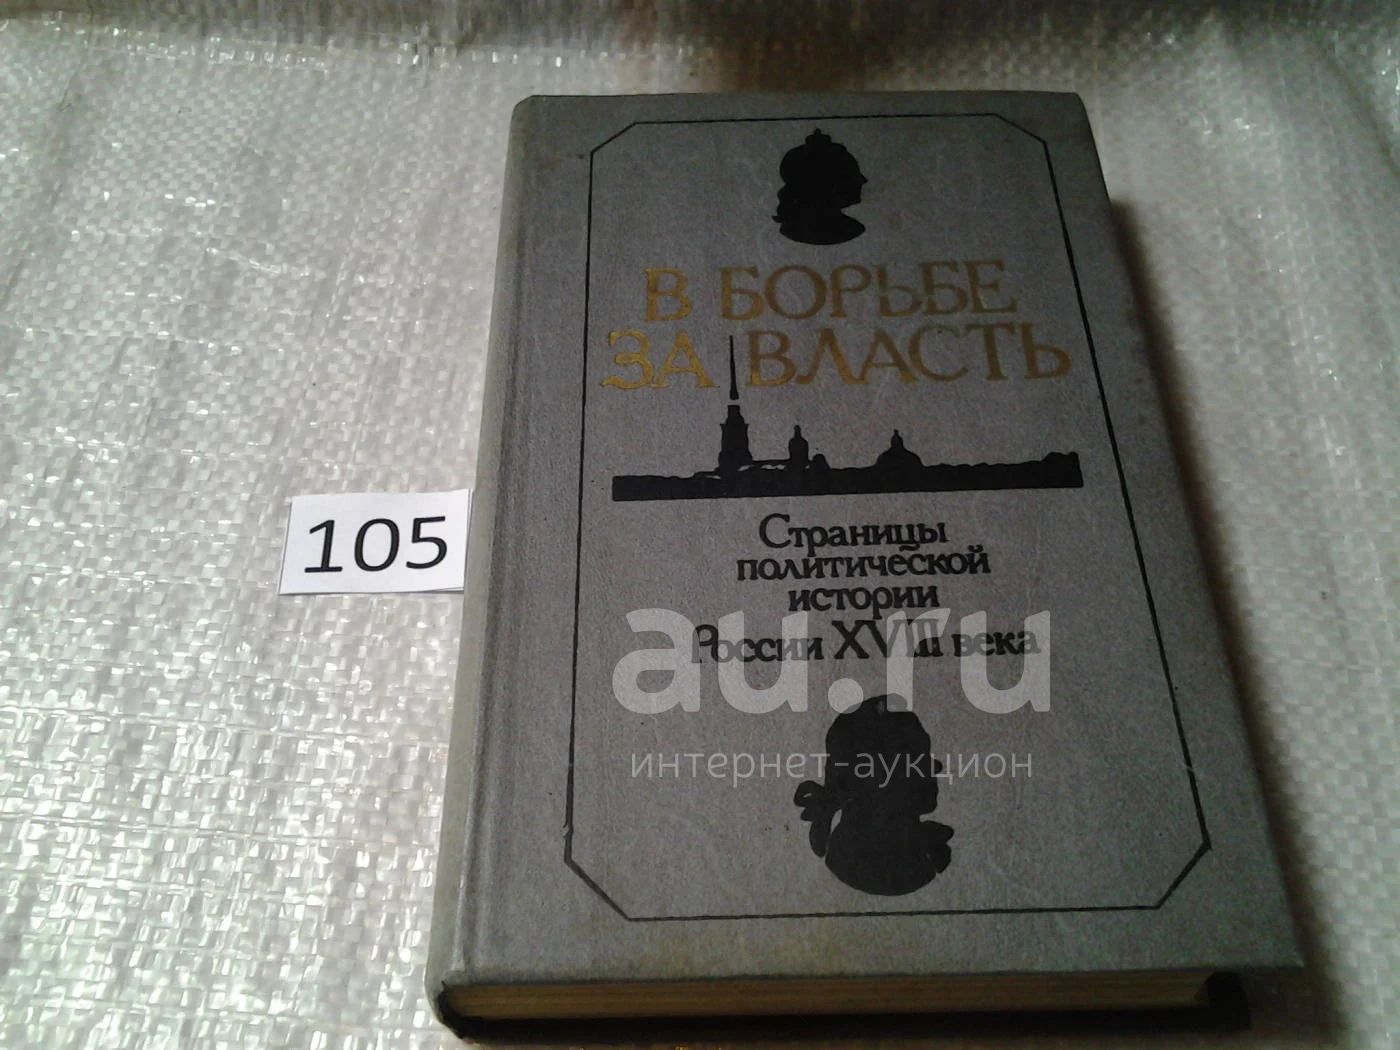 В БОРЬБЕ
ЗА ВЛАСТЬ
105
Страницы
политической
истории
России XVIII века
au.ru
интернет-аукцион